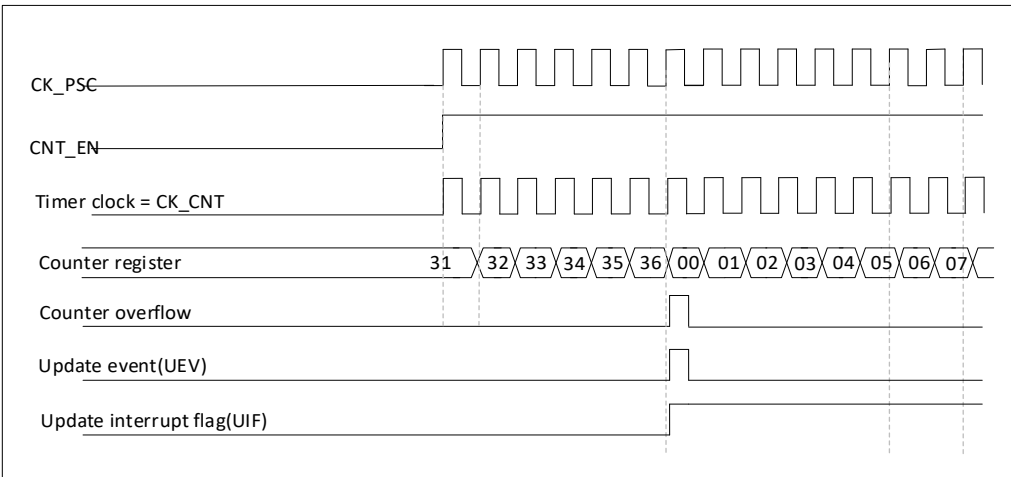 CK_PSC
CNT_EN
Timer clock = CK_CNT
Counter register 31 32 33 34 35 36 00 01 02 03 04 05 06 07
Counter overflow
Update event(UEV)
Update interrupt flag(UIF)